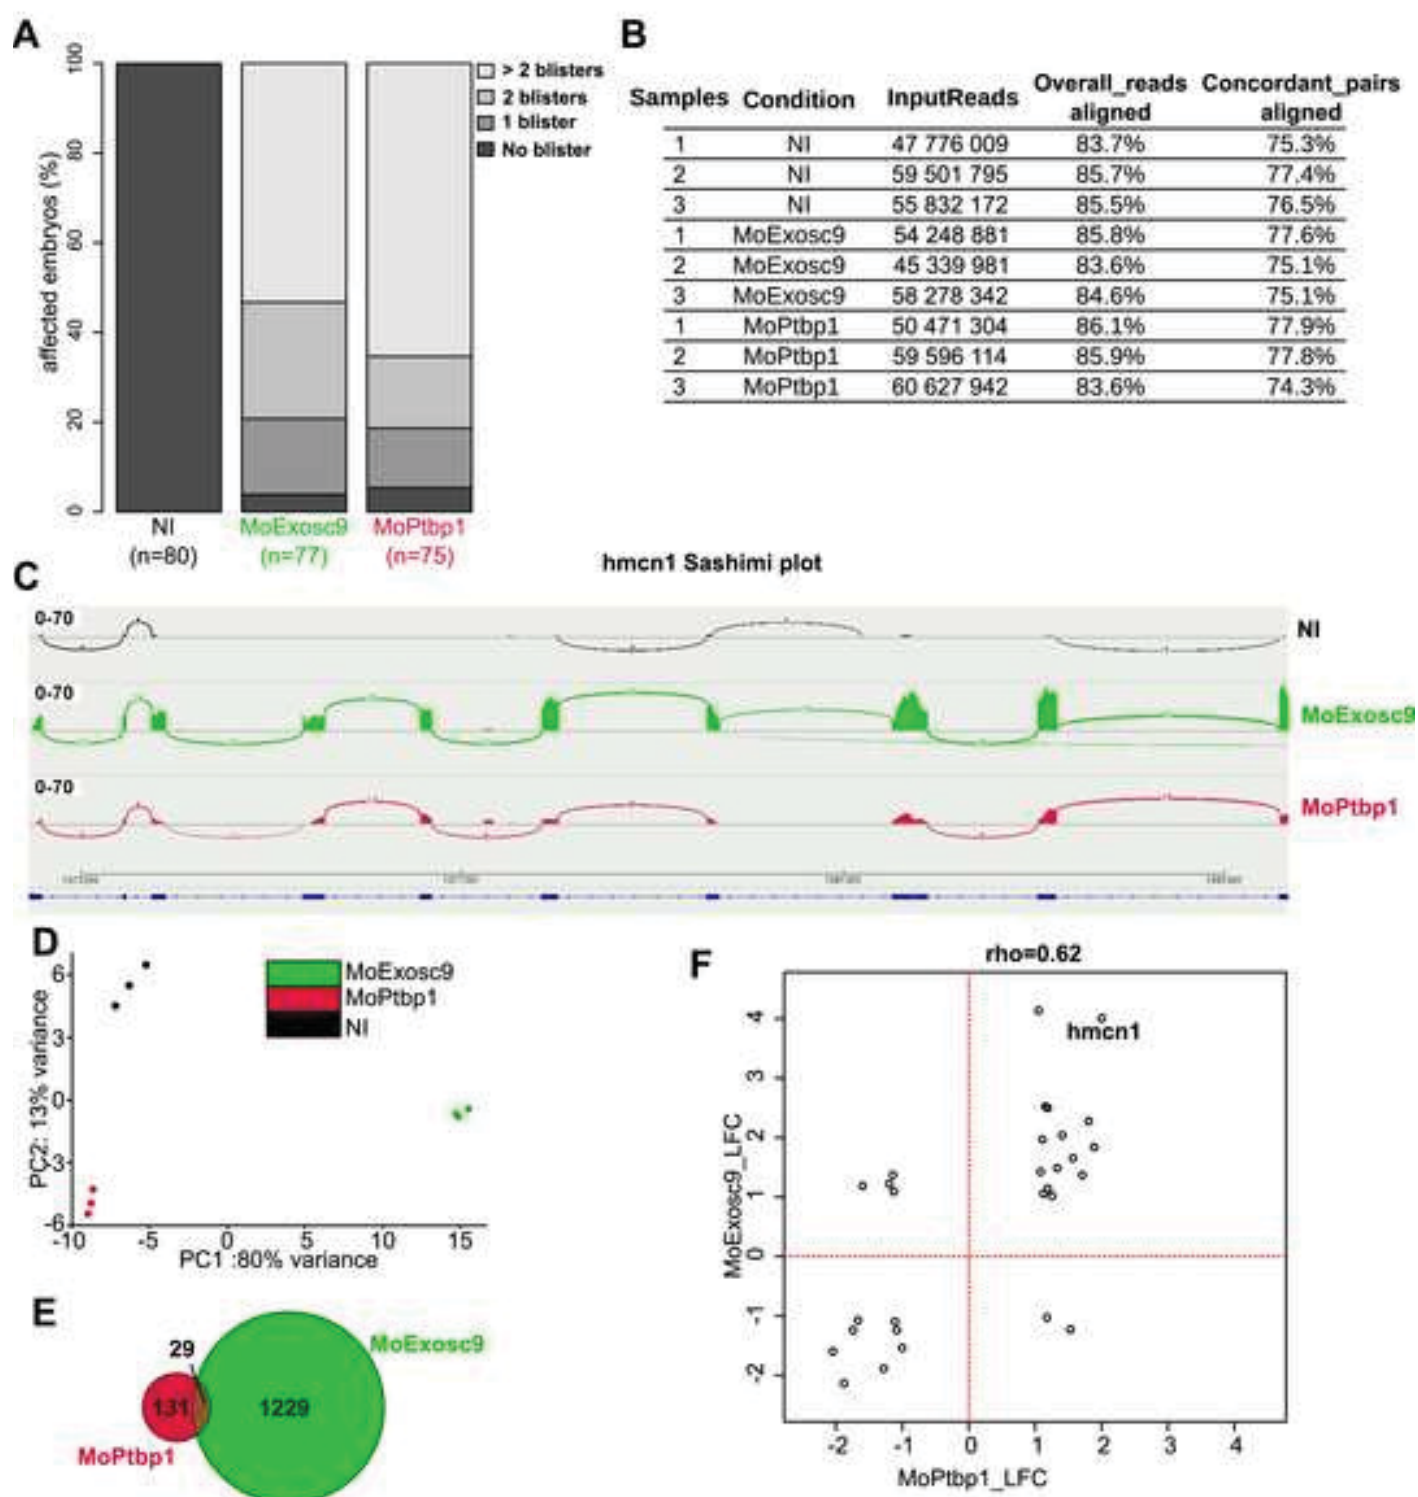 A
affected embryos (%)
100
80
60
40
20
0
> 2 blisters
2 blisters
1 blister
No blister
NI
(n=80)
MoExosc9
(n=77)
MoPtbp1
(n=75)
B
Samples Condition InputReads Overall_reads aligned Concordant_pairs aligned
1 NI 47 776 009 83.7% 75.3%
2 NI 59 501 795 85.7% 77.4%
3 NI 55 832 172 85.5% 76.5%
1 MoExosc9 54 248 881 85.8% 77.6%
2 MoExosc9 45 339 981 83.6% 75.1%
3 MoExosc9 58 278 342 84.6% 75.1%
1 MoPtbp1 50 471 304 86.1% 77.9%
2 MoPtbp1 59 596 114 85.9% 77.8%
3 MoPtbp1 60 627 942 83.6% 74.3%
C
hmcn1 Sashimi plot
0-70
NI
0-70
MoExosc9
0-70
MoPtbp1
D
PC2: 13% variance
6
3
0
-3
-6
MoExosc9
MoPtbp1
NI
-10 -5 0 5 10 15
PC1 :80% variance
E
29
MoExosc9
131
1229
MoPtbp1
F
rho=0.62
MoExosc9_LFC
4
3
2
1
0
-1
-2
hmcn1
-2 -1 0 1 2 3 4
MoPtbp1_LFC